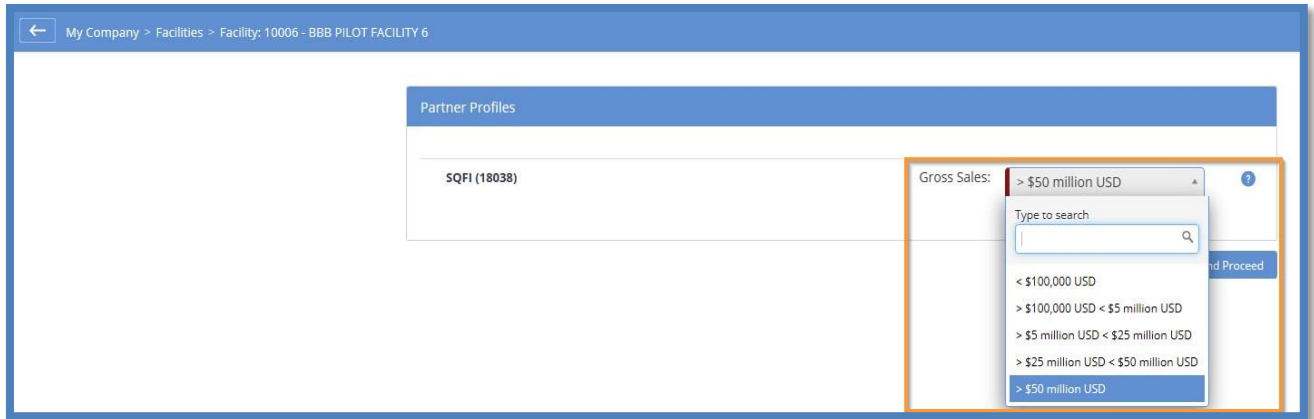 My Company > Facilities > Facility: 10006 - BBB PILOT FACILITY 6
Partner Profiles
SQFI (18038)
Gross Sales:
> $50 million USD
?
Type to search
nd Proceed
< $100,000 USD
> $100,000 USD < $5 million USD
> $5 million USD < $25 million USD
> $25 million USD < $50 million USD
> $50 million USD